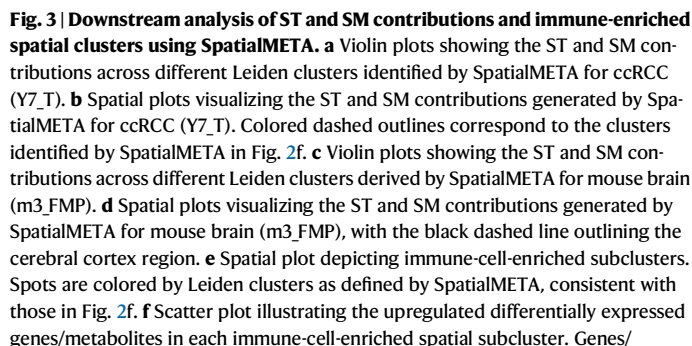 Fig. 3 | Downstream analysis of ST and SM contributions and immune-enriched
spatial clusters using SpatialMETA. a Violin plots showing the ST and SM con-
tributions across different Leiden clusters identified by SpatialMETA for ccRCC
(Y7_T). b Spatial plots visualizing the ST and SM contributions generated by Spa-
tialMETA for ccRCC (Y7_T). Colored dashed outlines correspond to the clusters
identified by SpatialMETA in Fig. 2f. c Violin plots showing the ST and SM con-
tributions across different Leiden clusters derived by SpatialMETA for mouse brain
(m3_FMP). d Spatial plots visualizing the ST and SM contributions generated by
SpatialMETA for mouse brain (m3_FMP), with the black dashed line outlining the
cerebral cortex region. e Spatial plot depicting immune-cell-enriched subclusters.
Spots are colored by Leiden clusters as defined by SpatialMETA, consistent with
those in Fig. 2f. f Scatter plot illustrating the upregulated differentially expressed
genes/metabolites in each immune-cell-enriched spatial subcluster. Genes/